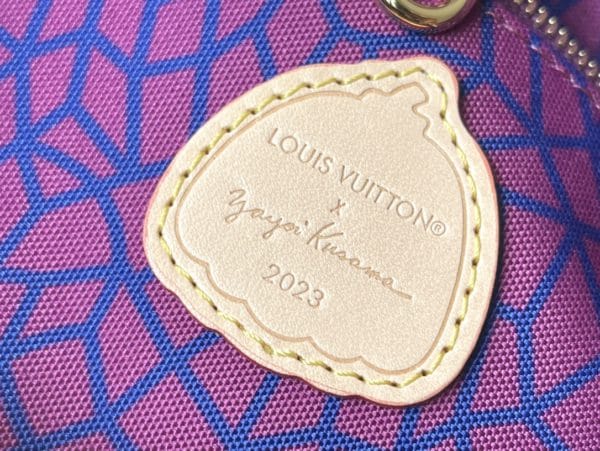 LOUIS VUITTON®
x
Yayoi Kusama
2023